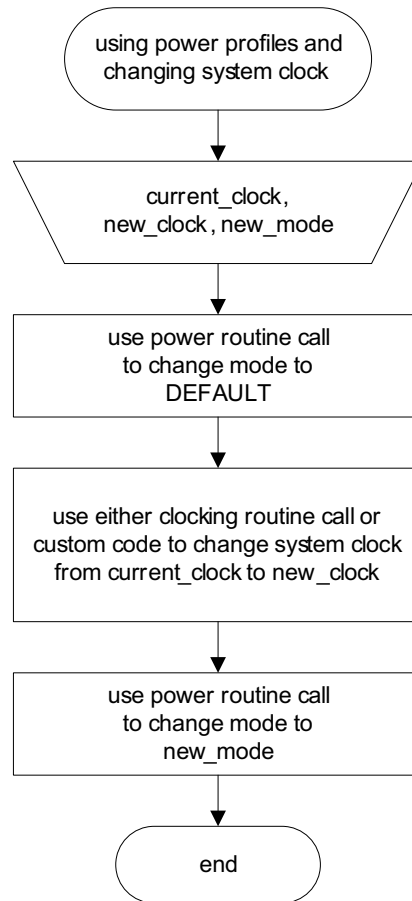 using power profiles and
changing system clock
current_clock,
new_clock, new_mode
use power routine call
to change mode to
DEFAULT
use either clocking routine call or
custom code to change system clock
from current_clock to new_clock
use power routine call
to change mode to
new_mode
end